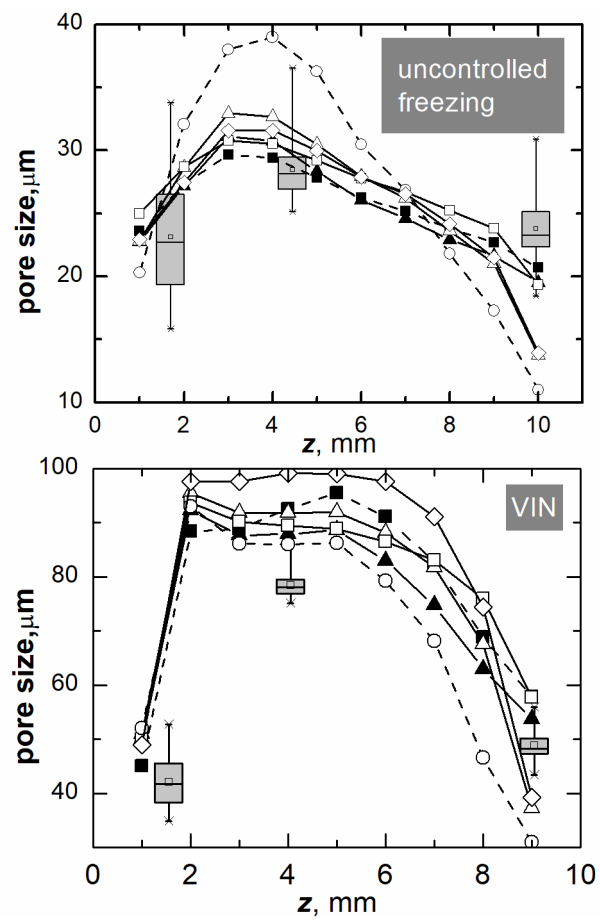 40
30
20
10
pore size,μm
uncontrolled
freezing
0 2 4 6 8 10
z, mm
100
80
60
40
pore size,μm
VIN
0 2 4 6 8 10
z, mm